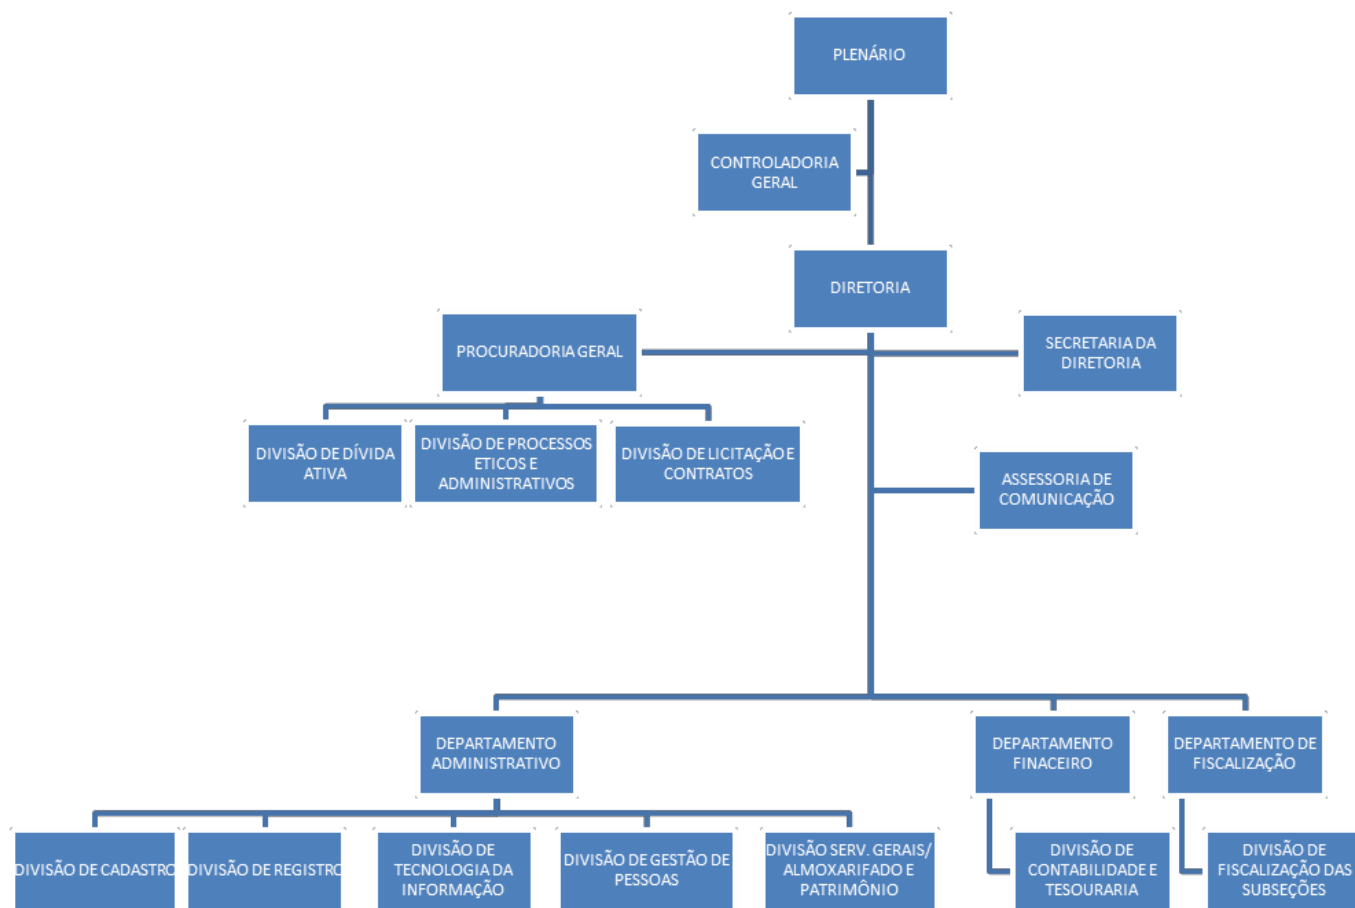 PLENÁRIO
CONTROLADORIA
GERAL
DIRETORIA
PROCURADORIA GERAL
SECRETARIA DA
DIRETORIA
DIVISÃO DE DÍVIDA
ATIVA
DIVISÃO DE PROCESSOS
ETICOS E
ADMINISTRATIVOS
DIVISÃO DE LICITAÇÃO E
CONTRATOS
ASSESSORIA DE
COMUNICAÇÃO
DEPARTAMENTO
ADMINISTRATIVO
DEPARTAMENTO
FINACEIRO
DEPARTAMENTO DE
FISCALIZAÇÃO
DIVISÃO DE CADASTRO
DIVISÃO DE REGISTRO
DIVISÃO DE
TECNOLOGIA DA
INFORMAÇÃO
DIVISÃO DE GESTÃO DE
PESSOAS
DIVISÃO SERV. GERAIS/
ALMOXARIFADO E
PATRIMÔNIO
DIVISÃO DE
CONTABILIDADE E
TESOURARIA
DIVISÃO DE
FISCALIZAÇÃO DAS
SUBSEÇÕES